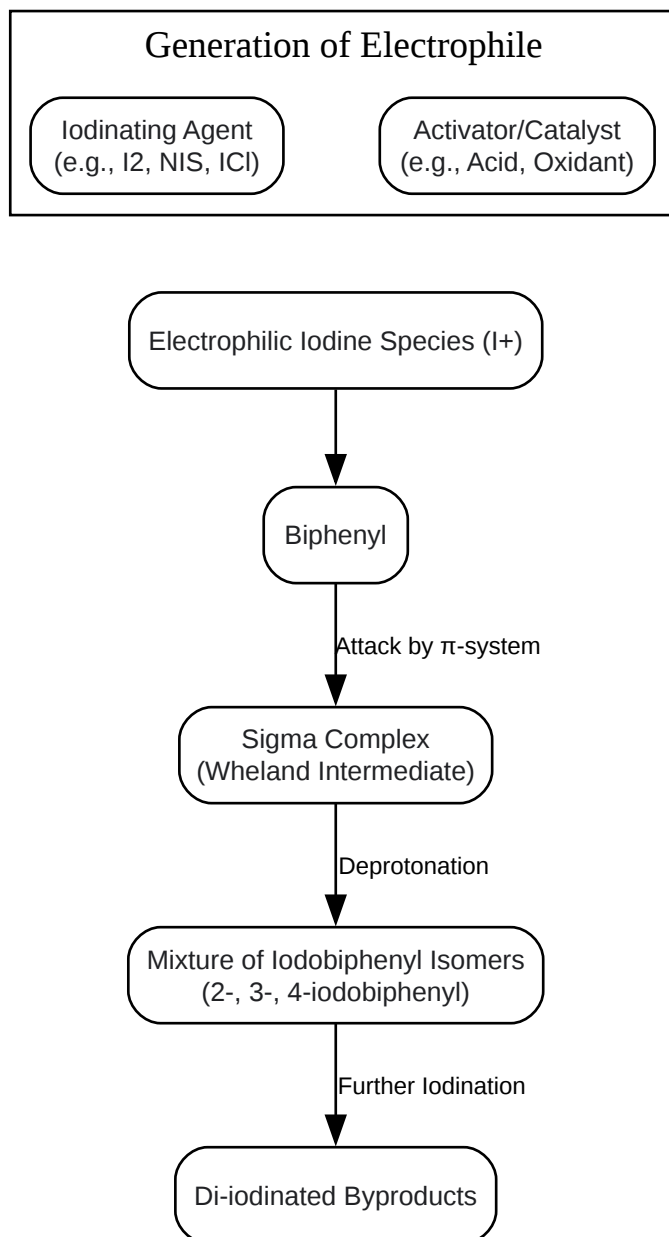 Generation of Electrophile
Iodinating Agent
(e.g., I2, NIS, ICl)
Activator/Catalyst
(e.g., Acid, Oxidant)
Electrophilic Iodine Species (I+)
Biphenyl
Attack by π-system
Sigma Complex
(Wheland Intermediate)
Deprotonation
Mixture of Iodobiphenyl Isomers
(2-, 3-, 4-iodobiphenyl)
Further Iodination
Di-iodinated Byproducts